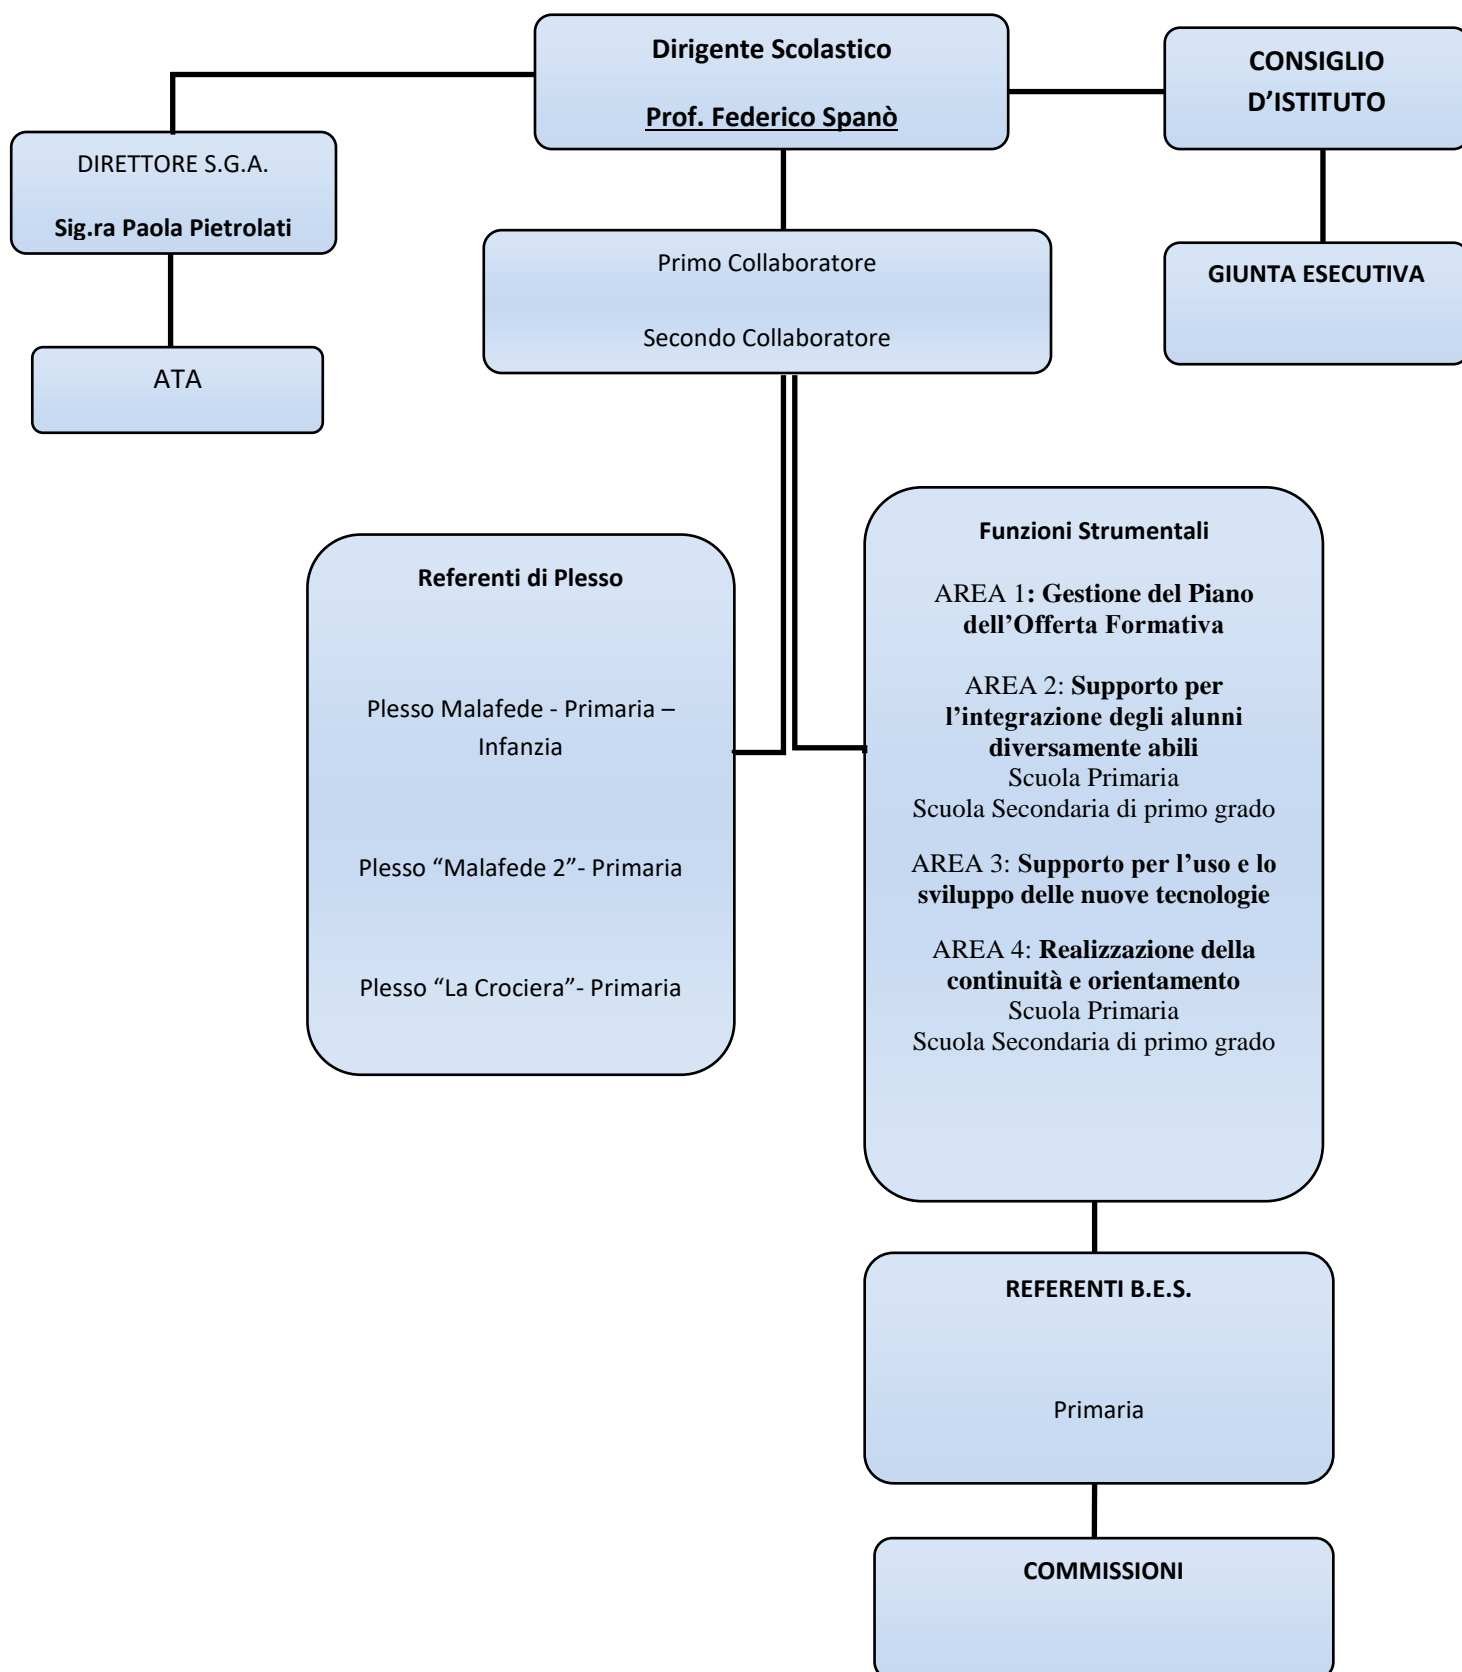 Dirigente Scolastico
Prof. Federico Spanò
CONSIGLIO
D’ISTITUTO
DIRETTORE S.G.A.
Sig.ra Paola Pietrolati
Primo Collaboratore
Secondo Collaboratore
GIUNTA ESECUTIVA
ATA
Referenti di Plesso
Plesso Malafede - Primaria –
Infanzia
Plesso “Malafede 2”- Primaria
Plesso “La Crociera”- Primaria
Funzioni Strumentali
AREA 1: Gestione del Piano
dell’Offerta Formativa
AREA 2: Supporto per
l’integrazione degli alunni
diversamente abili
Scuola Primaria
Scuola Secondaria di primo grado
AREA 3: Supporto per l’uso e lo
sviluppo delle nuove tecnologie
AREA 4: Realizzazione della
continuità e orientamento
Scuola Primaria
Scuola Secondaria di primo grado
REFERENTI B.E.S.
Primaria
COMMISSIONI